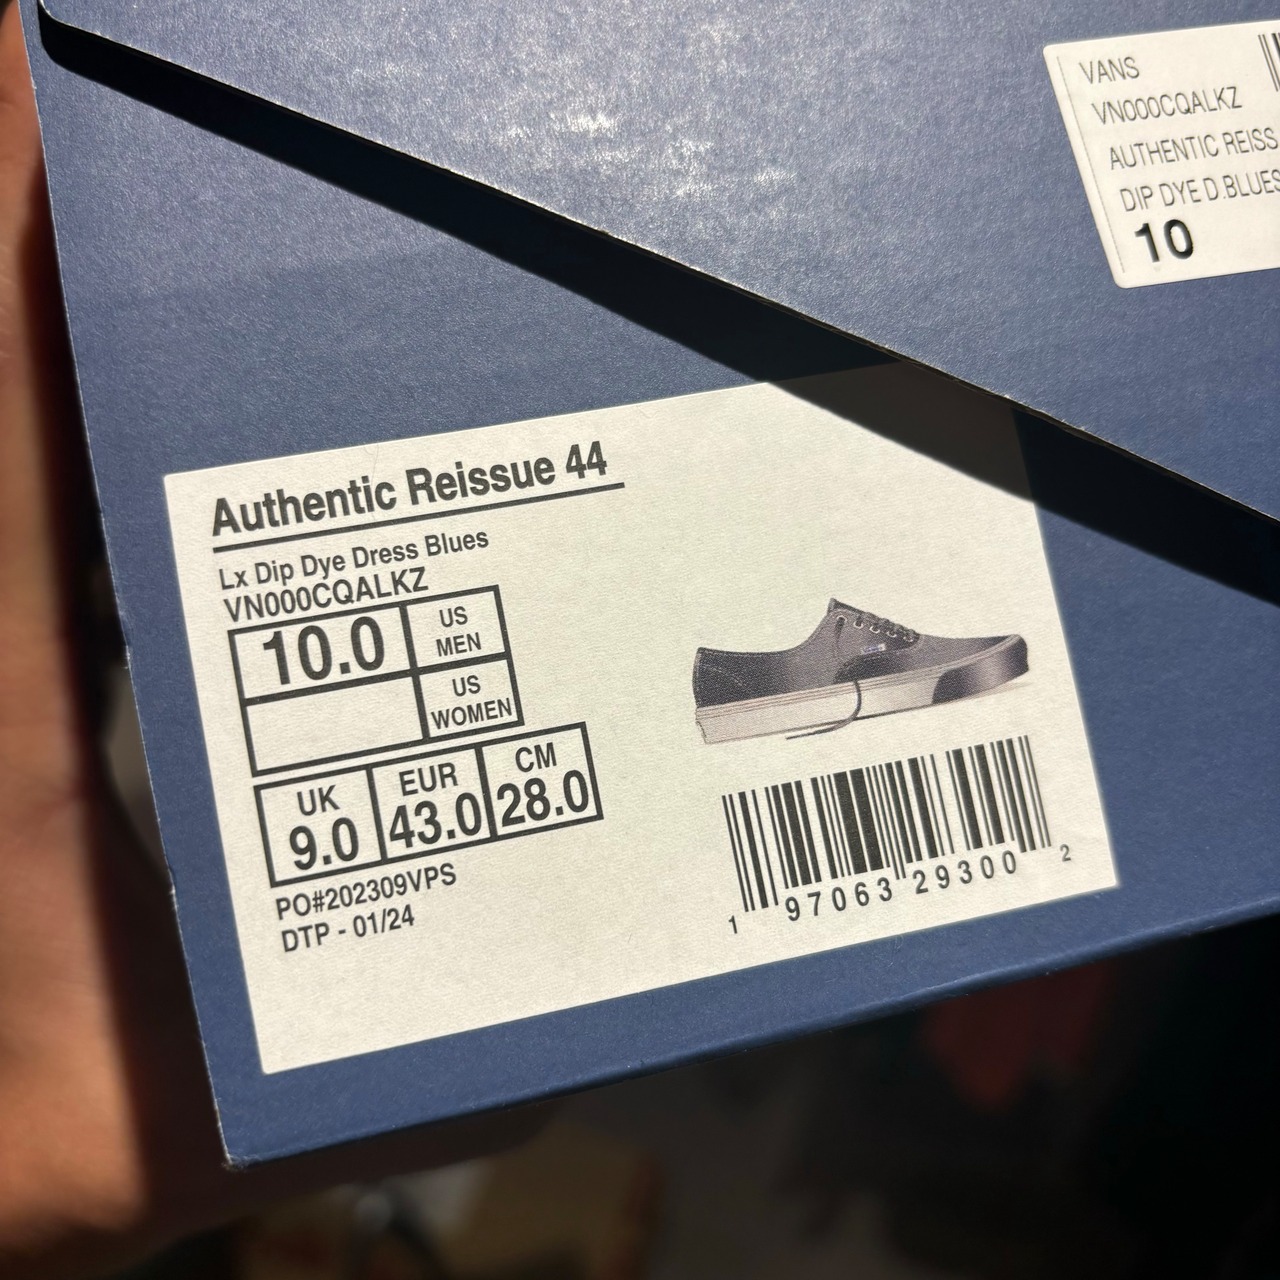 VANS
VN000CQALKZ
AUTHENTIC REISS
DIP DYE D.BLUES
10
Authentic Reissue 44
Lx Dip Dye Dress Blues
VN000CQALKZ
10.0 US MEN
US WOMEN
UK EUR CM
9.0 43.0 28.0
PO#202309VPS
DTP - 01/24
1 97063 29300 2